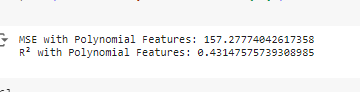 MSE with Polynomial Features: 157.27774042617358
R² with Polynomial Features: 0.43147575739308985